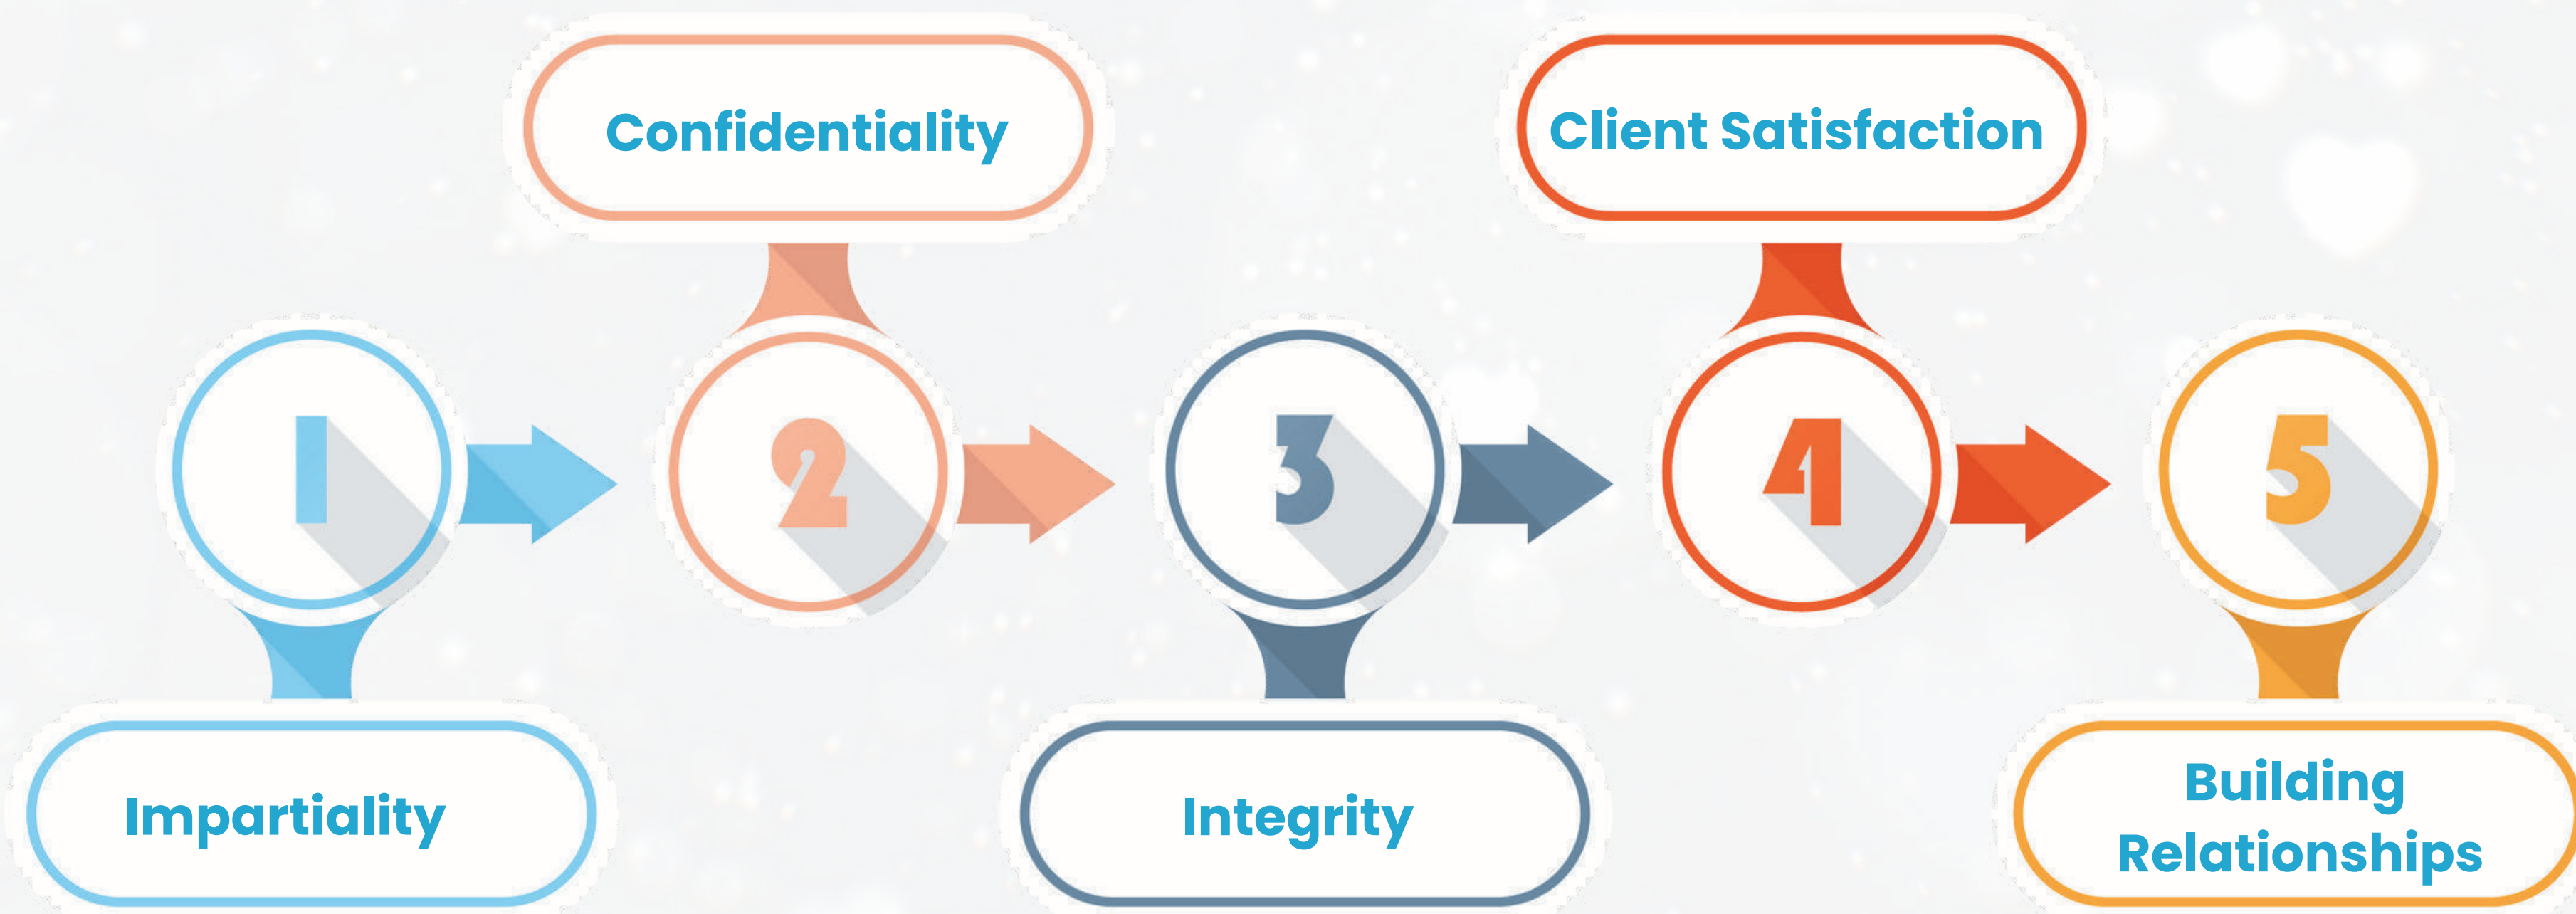 1
Impartiality
2
Confidentiality
3
Integrity
4
Client Satisfaction
5
Building
Relationships